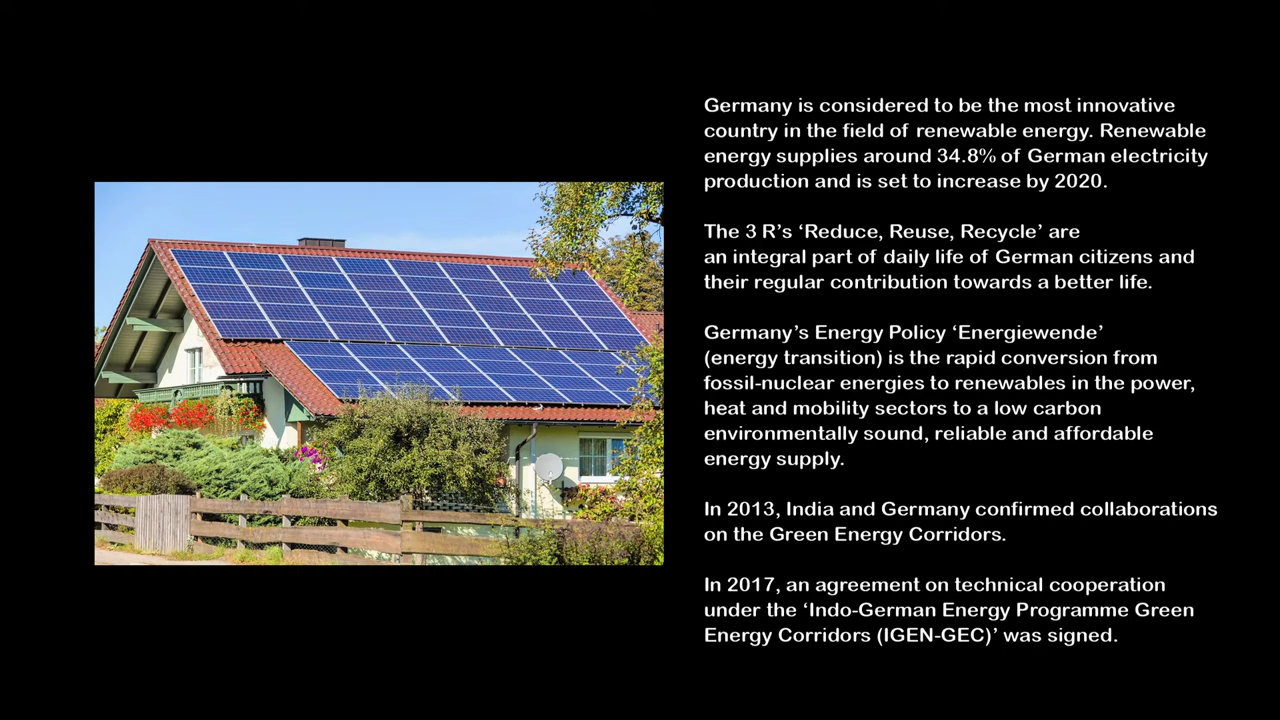 Germany is considered to be the most innovative
country in the field of renewable energy. Renewable
energy supplies around 34.8% of German electricity
production and is set to increase by 2020.
The 3 R’s ‘Reduce, Reuse, Recycle’ are
an integral part of daily life of German citizens and
their regular contribution towards a better life.
Germany’s Energy Policy ‘Energiewende’
(energy transition) is the rapid conversion from
fossil-nuclear energies to renewables in the power,
heat and mobility sectors to a low carbon
environmentally sound, reliable and affordable
energy supply.
In 2013, India and Germany confirmed collaborations
on the Green Energy Corridors.
In 2017, an agreement on technical cooperation
under the ‘Indo-German Energy Programme Green
Energy Corridors (IGEN-GEC)’ was signed.